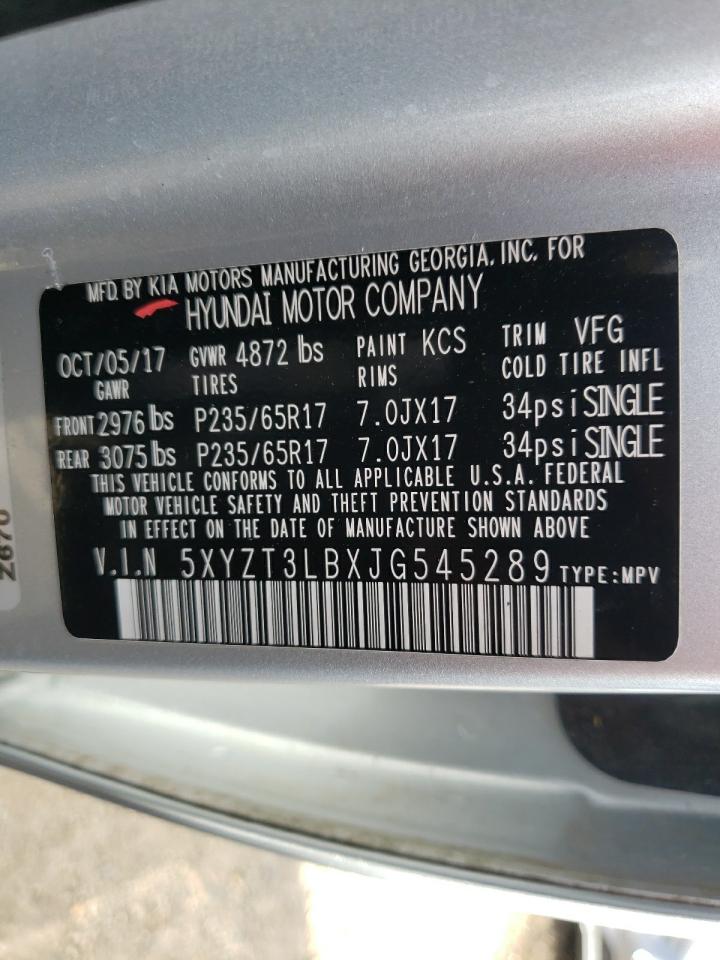 MFD. BY KIA MOTORS MANUFACTURING GEORGIA, INC. FOR
HYUNDAI MOTOR COMPANY
OCT/05/17 GVWR 4872 lbs PAINT KCS TRIM VFG
GAWR TIRES RIMS COLD TIRE INFL
FRONT 2976 lbs P235/65R17 7.0JX17 34psi SINGLE
REAR 3075 lbs P235/65R17 7.0JX17 34psi SINGLE
THIS VEHICLE CONFORMS TO ALL APPLICABLE U.S.A. FEDERAL
MOTOR VEHICLE SAFETY AND THEFT PREVENTION STANDARDS
IN EFFECT ON THE DATE OF MANUFACTURE SHOWN ABOVE
V.I.N 5XYZT3LBXJG545289 TYPE:MPV
Z670